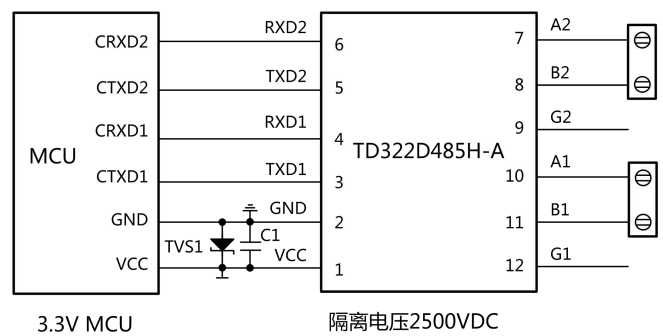 CRXD2 RXD2 6 7 A2
CTXD2 TXD2 5 8 B2
CRXD1 RXD1 4 9 G2
MCU TD322D485H-A
CTXD1 TXD1 3 10 A1
GND GND 2 11 B1
TVS1 C1
VCC VCC 1 12 G1
3.3V MCU 隔离电压2500VDC